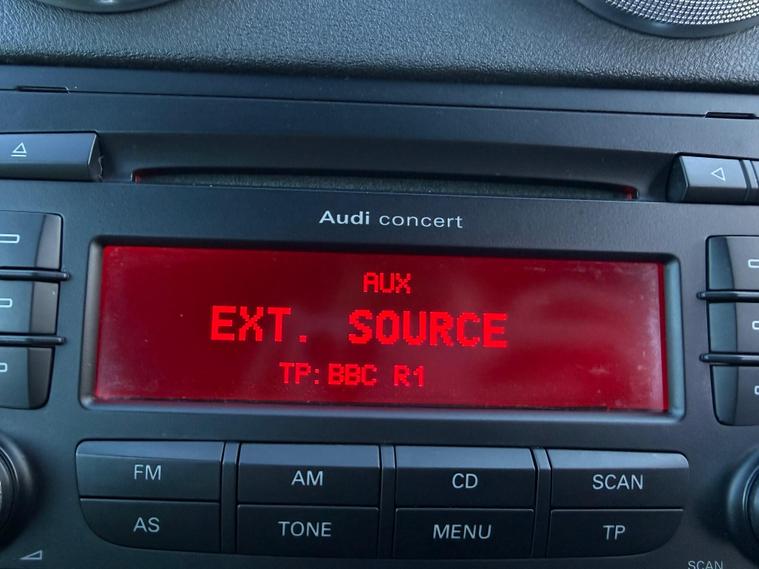 Audi concert
AUX
EXT. SOURCE
TP:BBC R1
FM
AM
CD
SCAN
AS
TONE
MENU
TP
SCAN